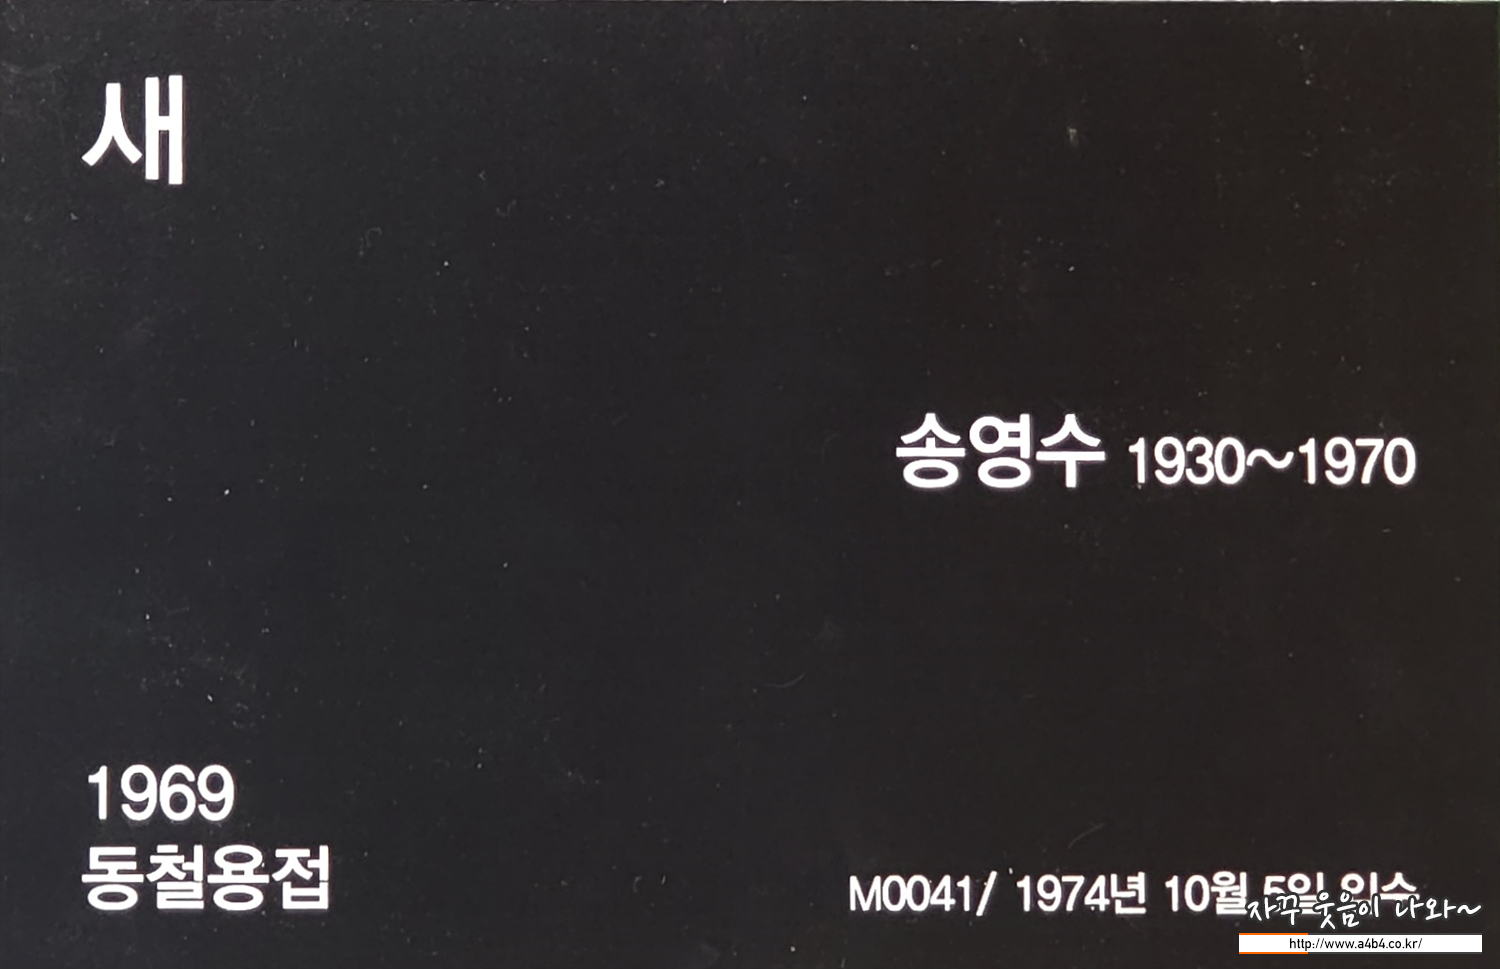 새
송영수 1930~1970
1969
동철용접
M0041/ 1974년 10월 5일 인수
자꾸 웃음이 나와~
http://www.a4b4.co.kr/